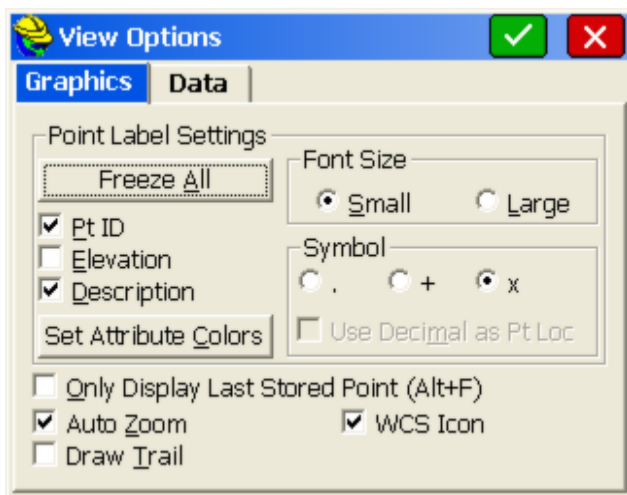 View Options
Graphics Data
Point Label Settings
Freeze All
Font Size
Small Large
Pt ID
Elevation
Description
Symbol
. + x
Use Decimal as Pt Loc
Set Attribute Colors
Only Display Last Stored Point (Alt+F)
Auto Zoom WCS Icon
Draw Trail